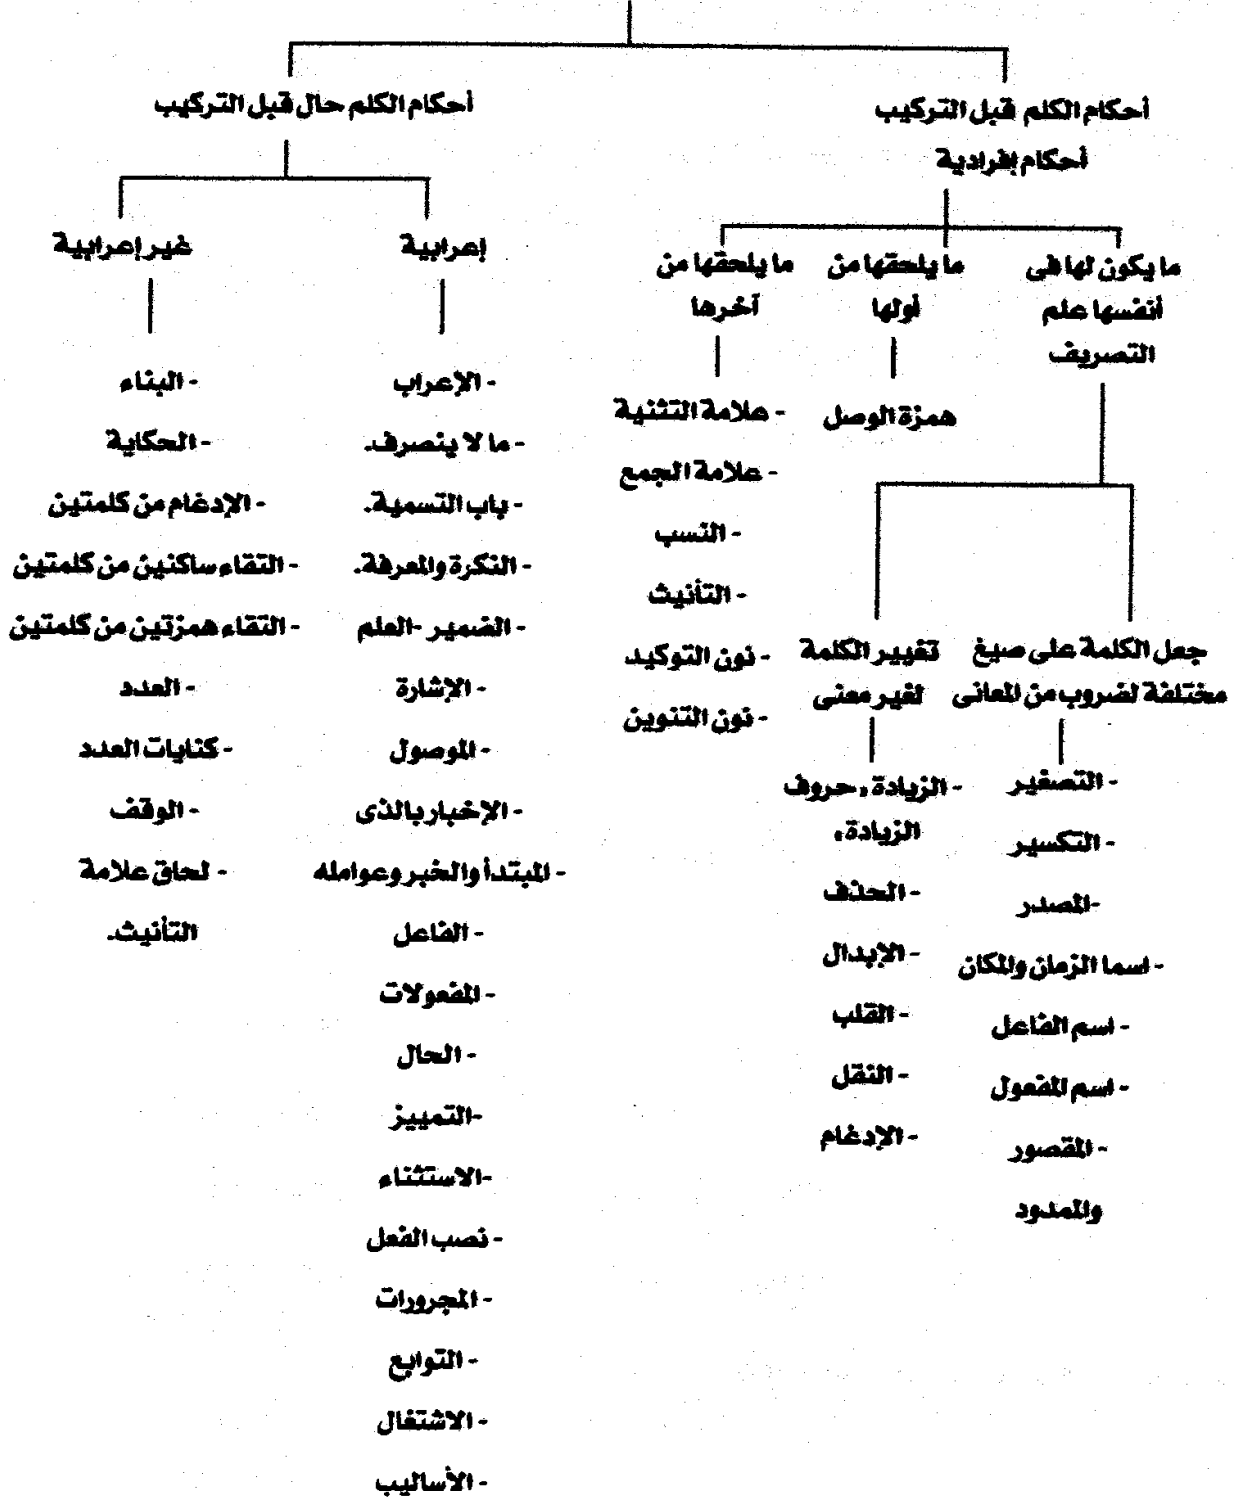 أحكام الكلم قبل التركيب
أحكام إفرادية
ما يكون لها فى
أنفسها علم
التصريف
جعل الكلمة على صيغ
مختلفة لضروب من المعانى
- التصغير
- التكسير
-المصدر
- اسما الزمان والمكان
- اسم الفاعل
- اسم المفعول
- المقصور
والممدود
تغيير الكلمة
لغير معنى
- الزيادة ،حروف
الزيادة،
- الحذف
- الإبدال
- القلب
- النقل
- الإدغام
ما يلحقها من
أولها
همزة الوصل
ما يلحقها من
آخرها
- علامة التثنية
- علامة الجمع
- النسب
- التأنيث
- نون التوكيد
- نون التنوين
أحكام الكلم حال قبل التركيب
إعرابية
- الإعراب
- ما لا ينصرف.
- باب التسمية.
- النكرة والمعرفة.
- الضمير -العلم
- الإشارة
- الموصول
- الإخبار بالذى
- المبتدأ والخبر وعوامله
- الفاعل
- المفعولات
- الحال
-التمييز
-الاستثناء
- نصب الفعل
- المجرورات
- التوابع
- الاشتغال
- الأساليب
غير إعرابية
- البناء
- الحكاية
- الإدغام من كلمتين
- التقاء ساكنين من كلمتين
- التقاء همزتين من كلمتين
- العدد
- كنايات العدد
- الوقف
- لحاق علامة
التأنيث.